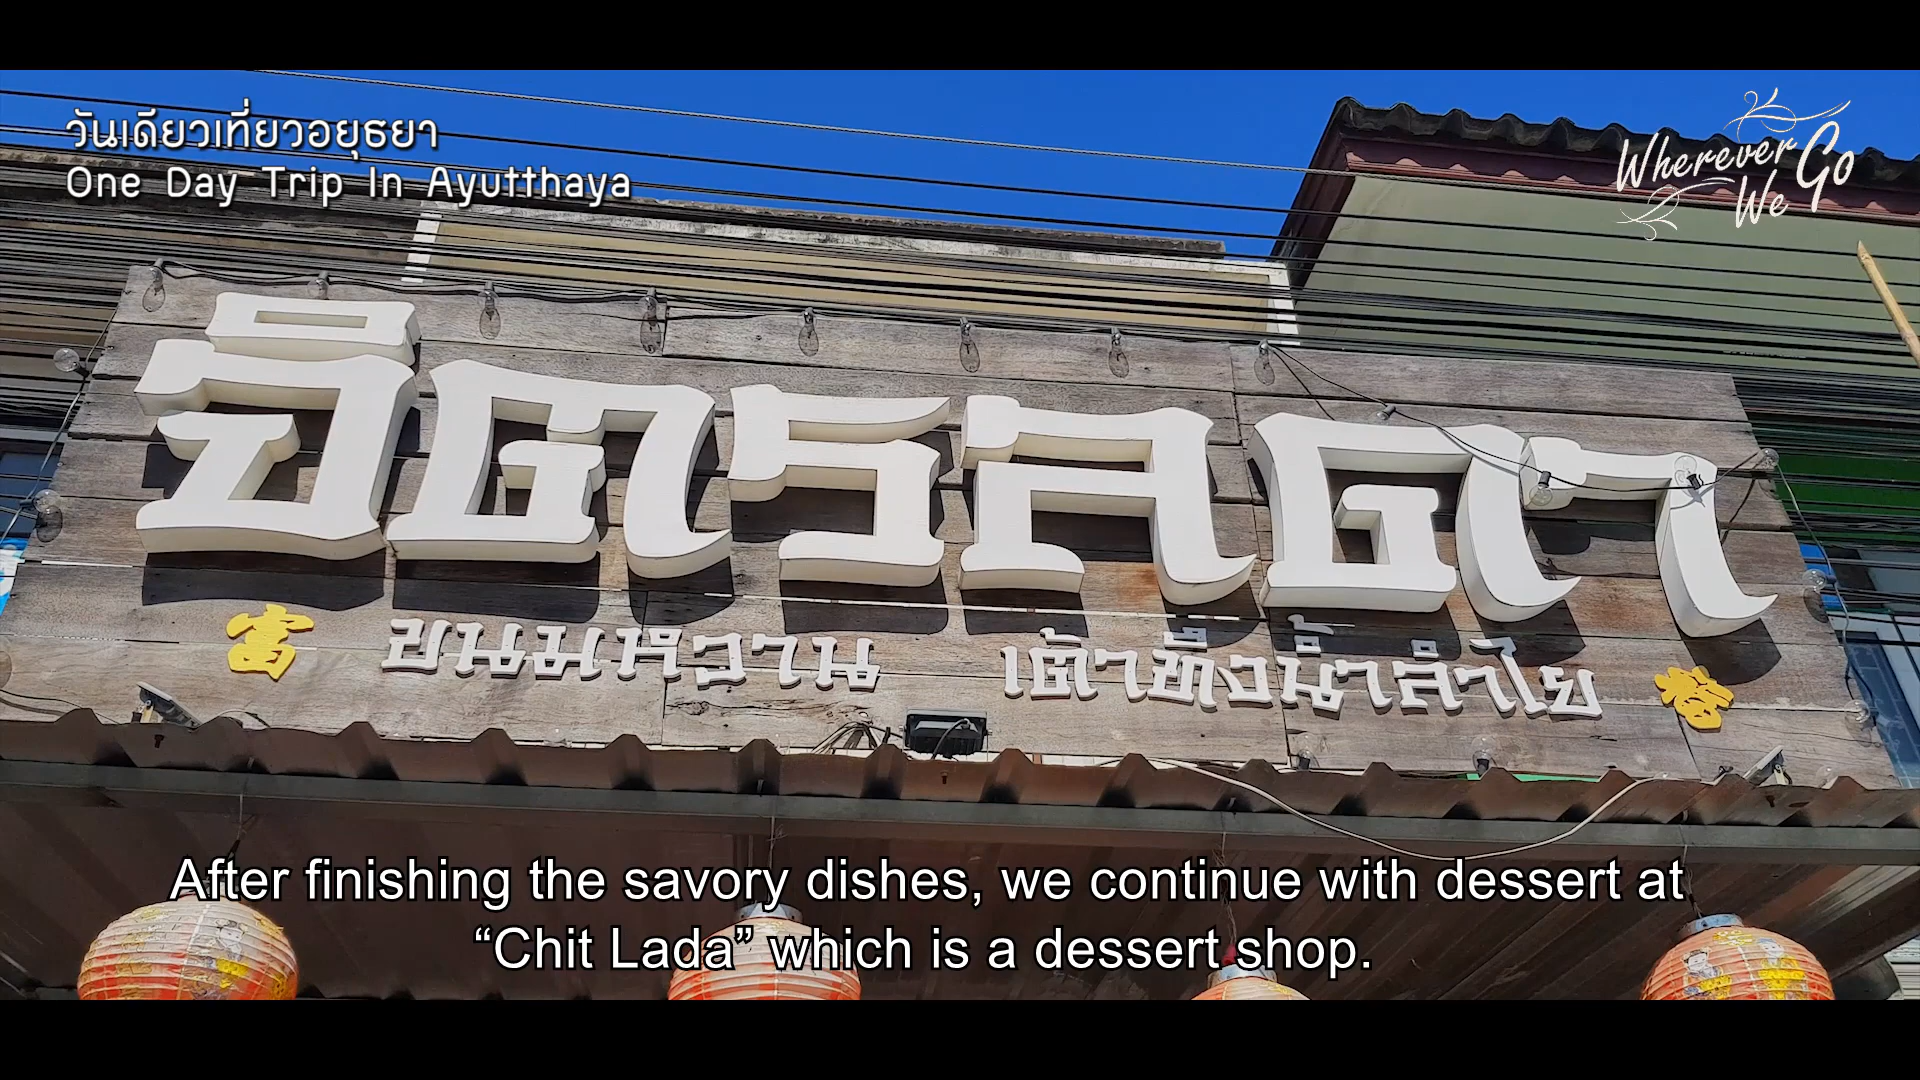 วันเดียวเที่ยวอยุธยา
One Day Trip In Ayutthaya
Wherever
We Go
จิตรลดา
富 ขนมหวาน เต้าทึงน้ำลำไย
After finishing the savory dishes, we continue with dessert at
“Chit Lada” which is a dessert shop.